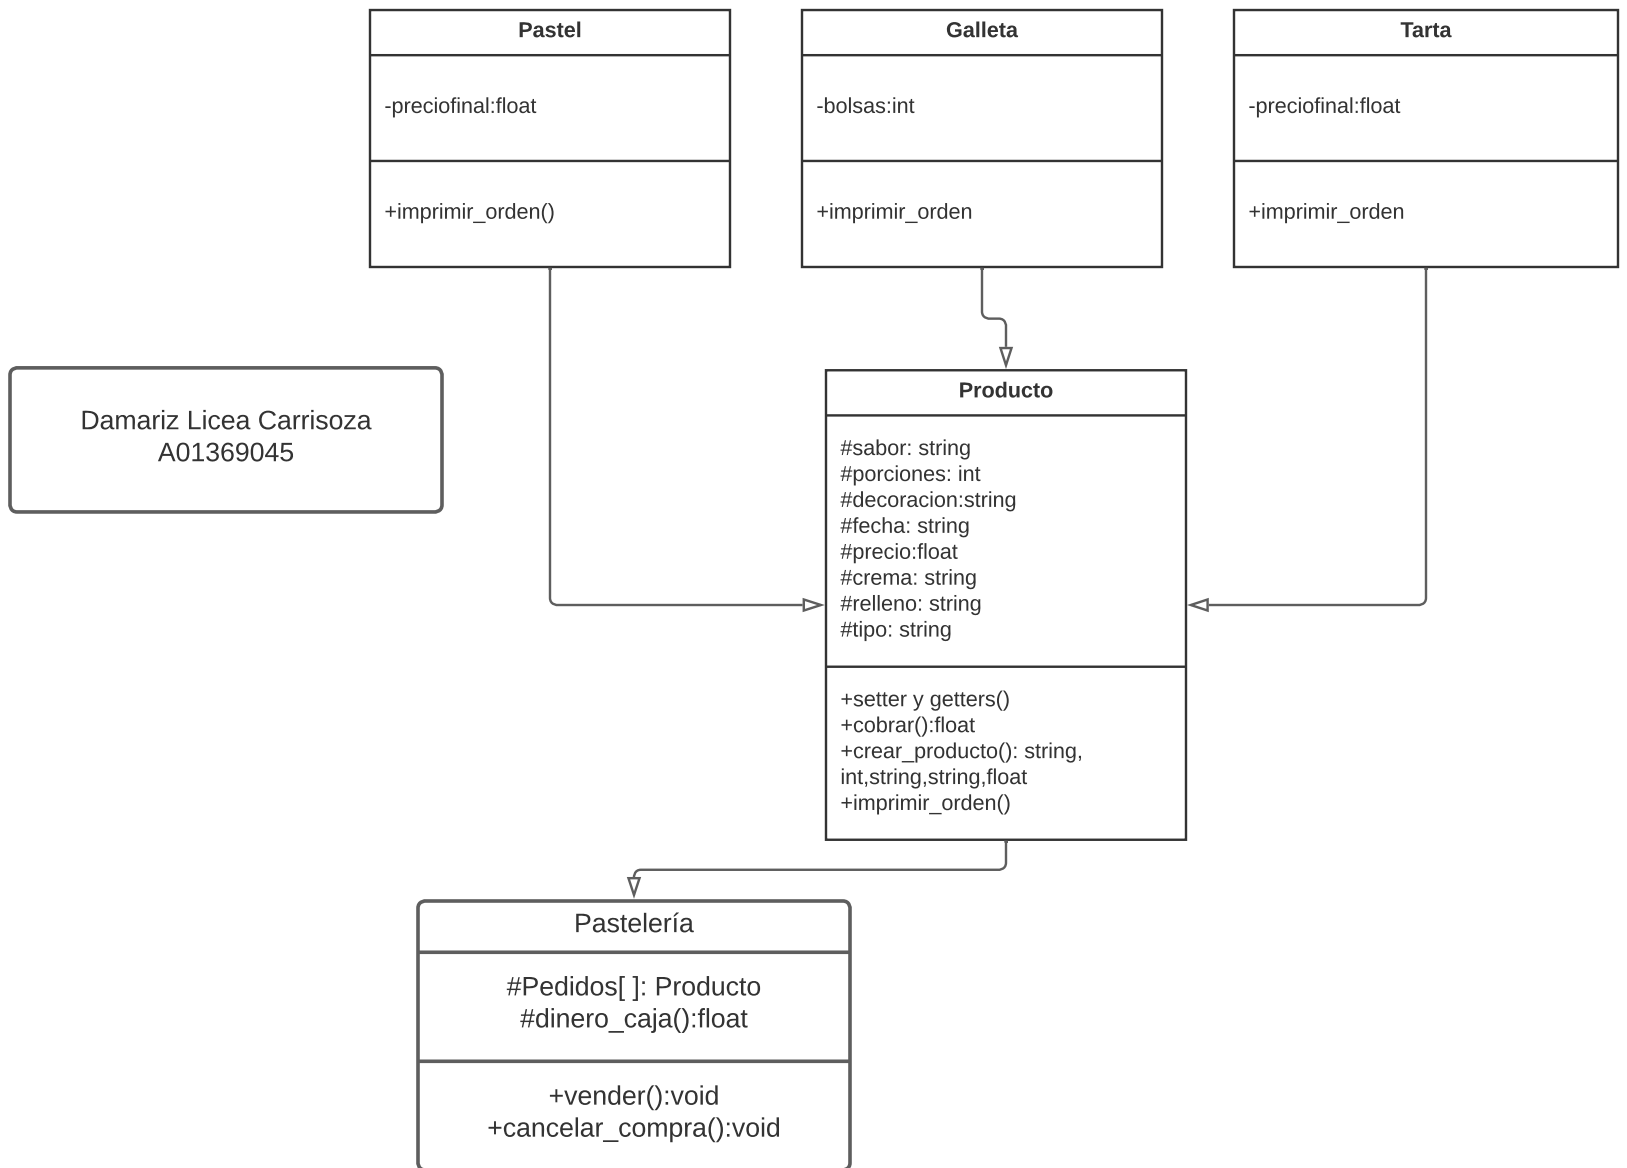 Pastel
-preciofinal:float
+imprimir_orden()
Galleta
-bolsas:int
+imprimir_orden
Tarta
-preciofinal:float
+imprimir_orden
Damariz Licea Carrisoza
A01369045
Producto
#sabor: string
#porciones: int
#decoracion:string
#fecha: string
#precio:float
#crema: string
#relleno: string
#tipo: string
+setter y getters()
+cobrar():float
+crear_producto(): string,
int,string,string,float
+imprimir_orden()
Pastelería
#Pedidos[ ]: Producto
#dinero_caja():float
+vender():void
+cancelar_compra():void